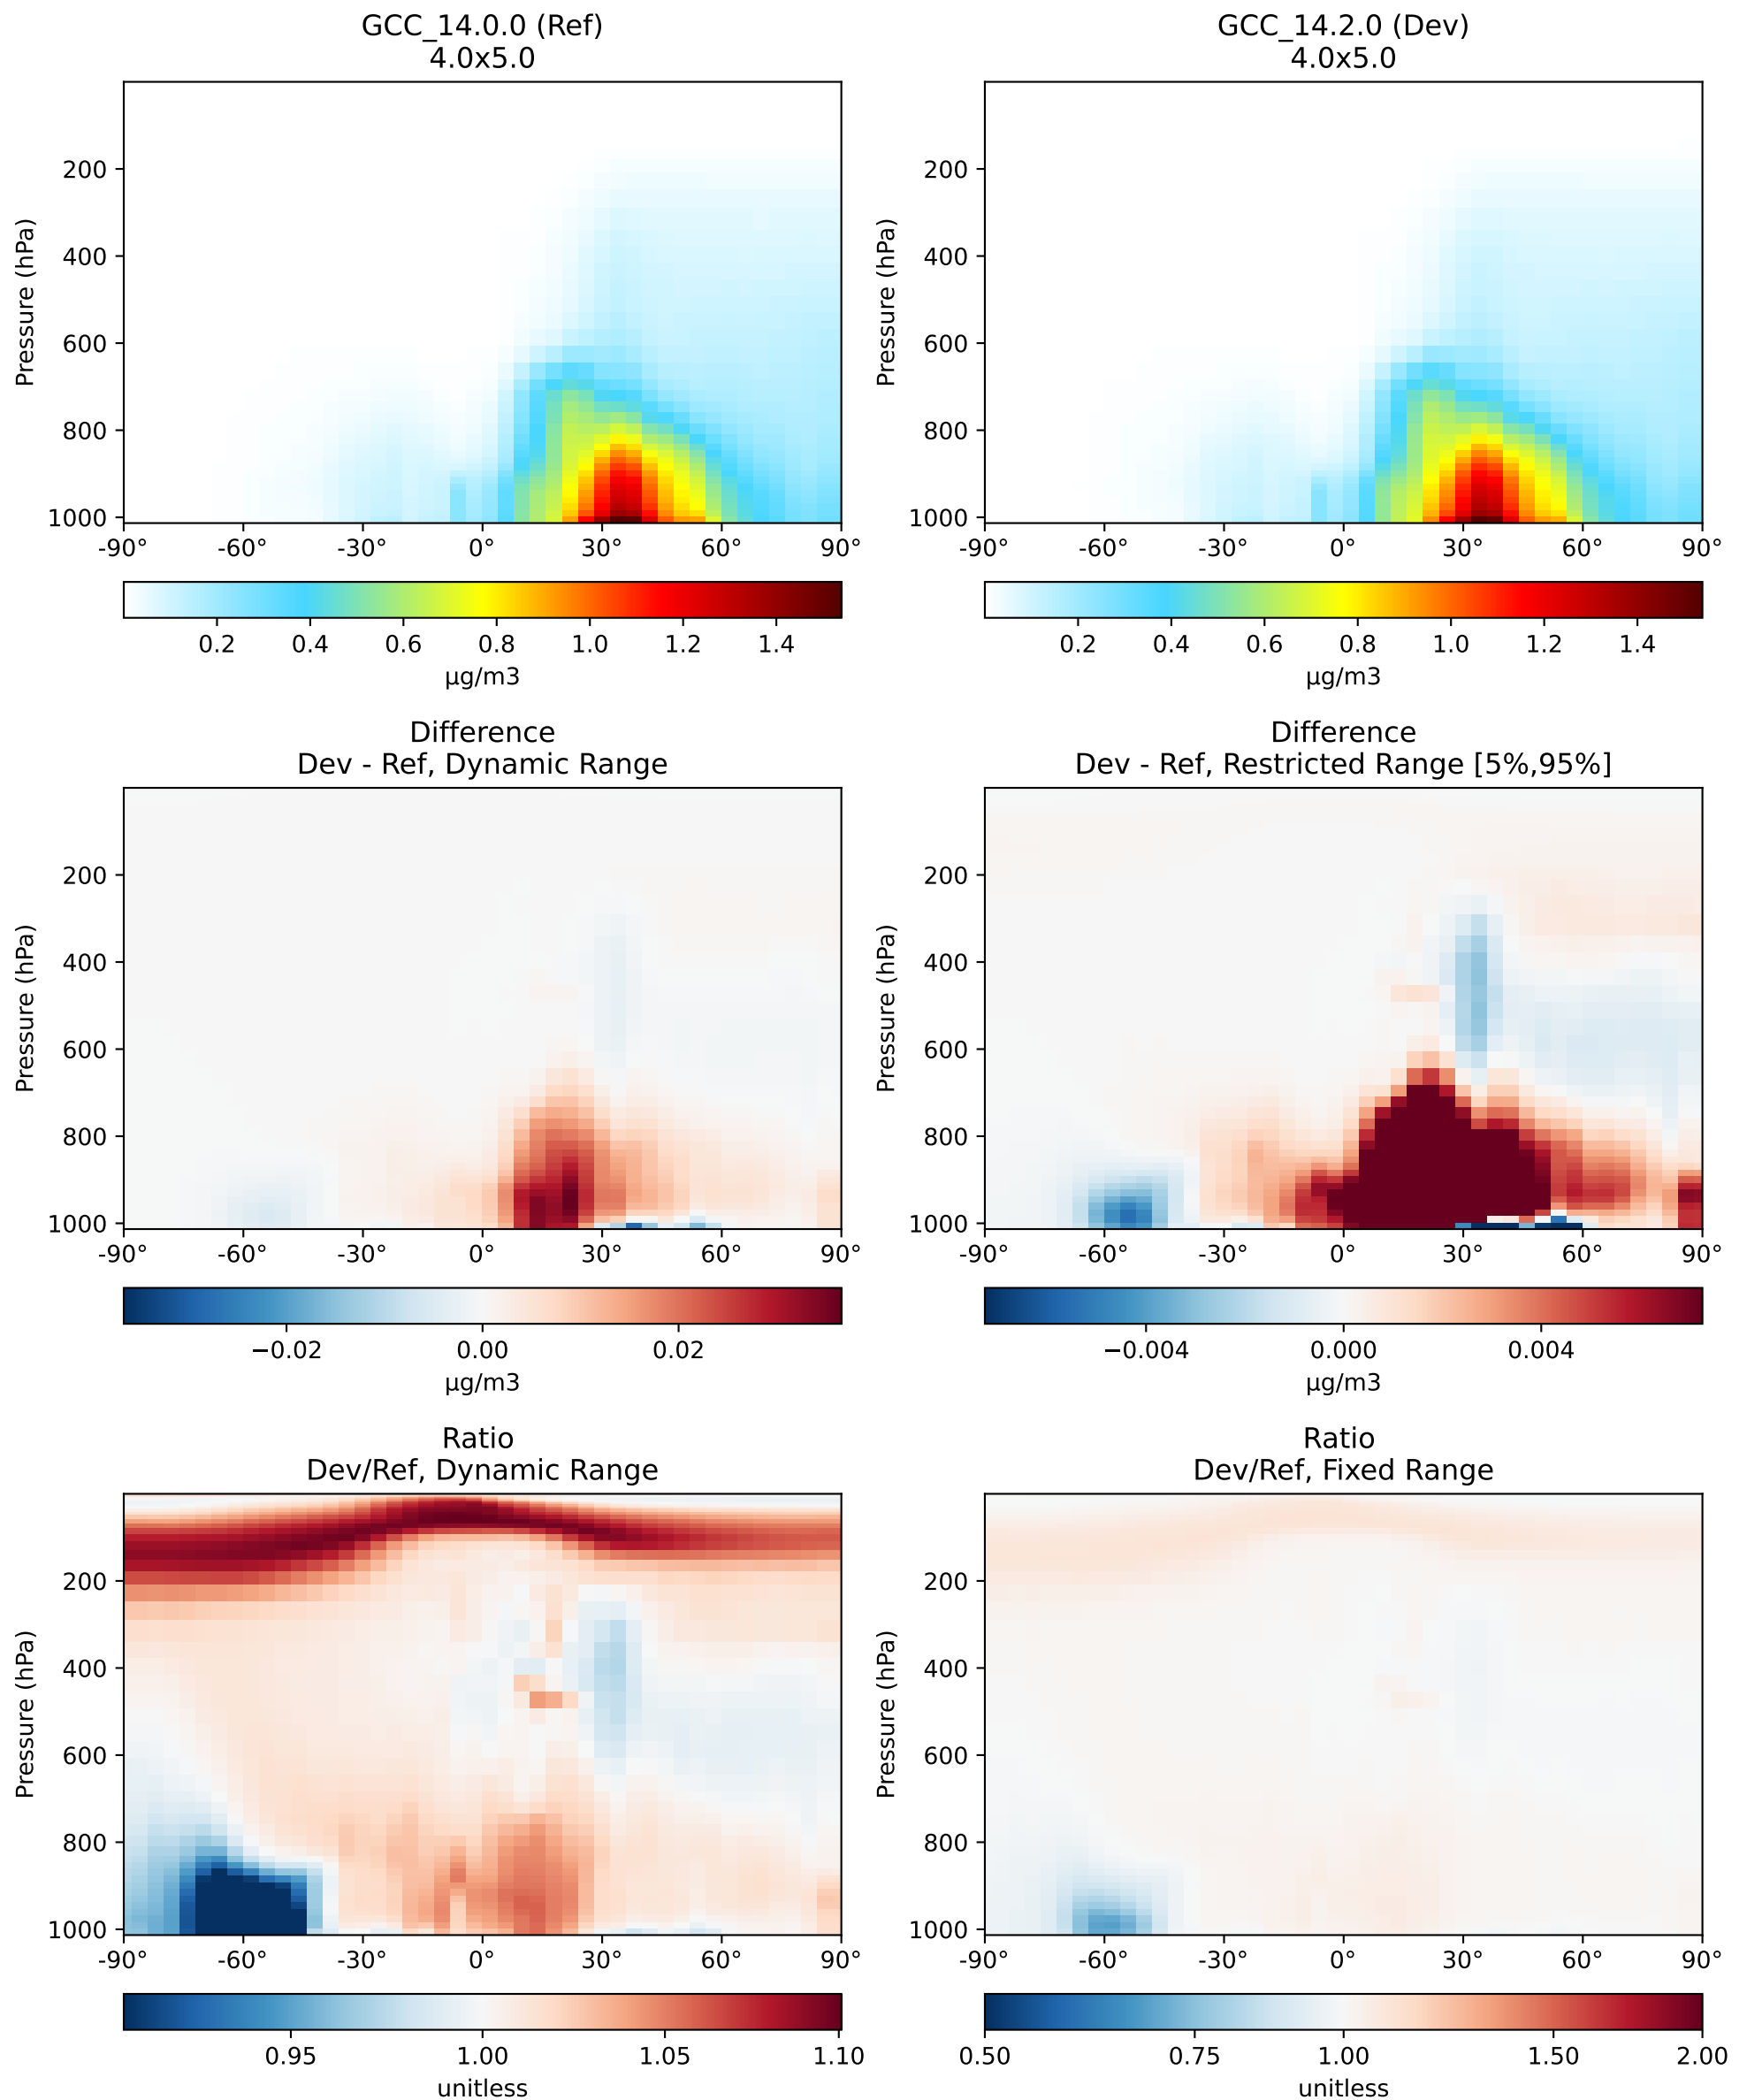 GCC_14.0.0 (Ref)
4.0x5.0
GCC_14.2.0 (Dev)
4.0x5.0
Pressure (hPa)
200
400
600
800
1000
-90° -60° -30° 0° 30° 60° 90°
0.2 0.4 0.6 0.8 1.0 1.2 1.4
µg/m3
Pressure (hPa)
200
400
600
800
1000
-90° -60° -30° 0° 30° 60° 90°
0.2 0.4 0.6 0.8 1.0 1.2 1.4
µg/m3
Difference
Dev - Ref, Dynamic Range
Pressure (hPa)
200
400
600
800
1000
-90° -60° -30° 0° 30° 60° 90°
−0.02 0.00 0.02
µg/m3
Difference
Dev - Ref, Restricted Range [5%,95%]
Pressure (hPa)
200
400
600
800
1000
-90° -60° -30° 0° 30° 60° 90°
−0.004 0.000 0.004
µg/m3
Ratio
Dev/Ref, Dynamic Range
Pressure (hPa)
200
400
600
800
1000
-90° -60° -30° 0° 30° 60° 90°
0.95 1.00 1.05 1.10
unitless
Ratio
Dev/Ref, Fixed Range
Pressure (hPa)
200
400
600
800
1000
-90° -60° -30° 0° 30° 60° 90°
0.50 0.75 1.00 1.50 2.00
unitless